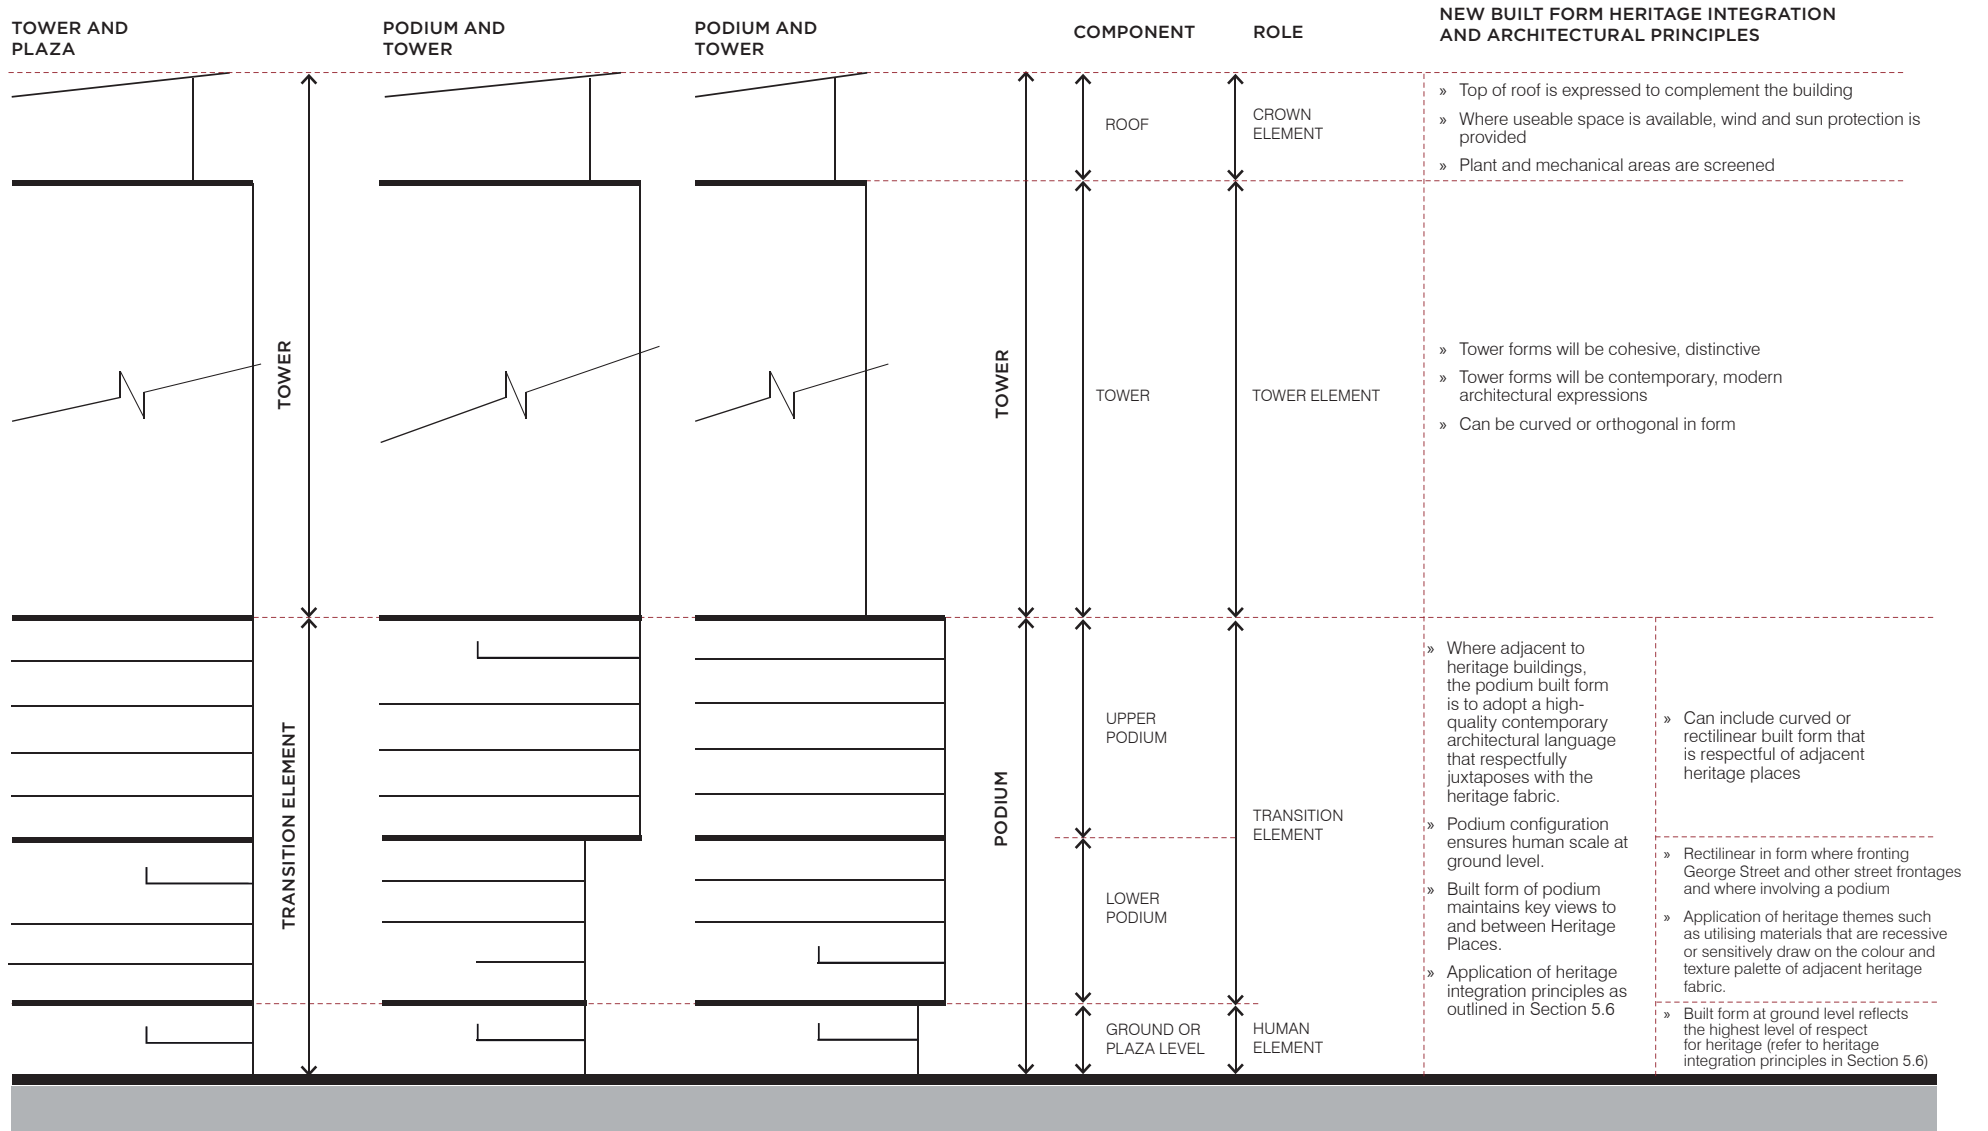 TOWER AND
PLAZA
PODIUM AND
TOWER
PODIUM AND
TOWER
COMPONENT
ROLE
NEW BUILT FORM HERITAGE INTEGRATION
AND ARCHITECTURAL PRINCIPLES
TOWER
TRANSITION ELEMENT
TOWER
PODIUM
ROOF
CROWN
ELEMENT
» Top of roof is expressed to complement the building
» Where useable space is available, wind and sun protection is
provided
» Plant and mechanical areas are screened
TOWER
TOWER ELEMENT
» Tower forms will be cohesive, distinctive
» Tower forms will be contemporary, modern
architectural expressions
» Can be curved or orthogonal in form
UPPER
PODIUM
LOWER
PODIUM
TRANSITION
ELEMENT
GROUND OR
PLAZA LEVEL
HUMAN
ELEMENT
» Where adjacent to
heritage buildings,
the podium built form
is to adopt a high-
quality contemporary
architectural language
that respectfully
juxtaposes with the
heritage fabric.
» Podium configuration
ensures human scale at
ground level.
» Built form of podium
maintains key views to
and between Heritage
Places.
» Application of heritage
integration principles as
outlined in Section 5.6
» Can include curved or
rectilinear built form that
is respectful of adjacent
heritage places
» Rectilinear in form where fronting
George Street and other street frontages
and where involving a podium
» Application of heritage themes such
as utilising materials that are recessive
or sensitively draw on the colour and
texture palette of adjacent heritage
fabric.
» Built form at ground level reflects
the highest level of respect
for heritage (refer to heritage
integration principles in Section 5.6)